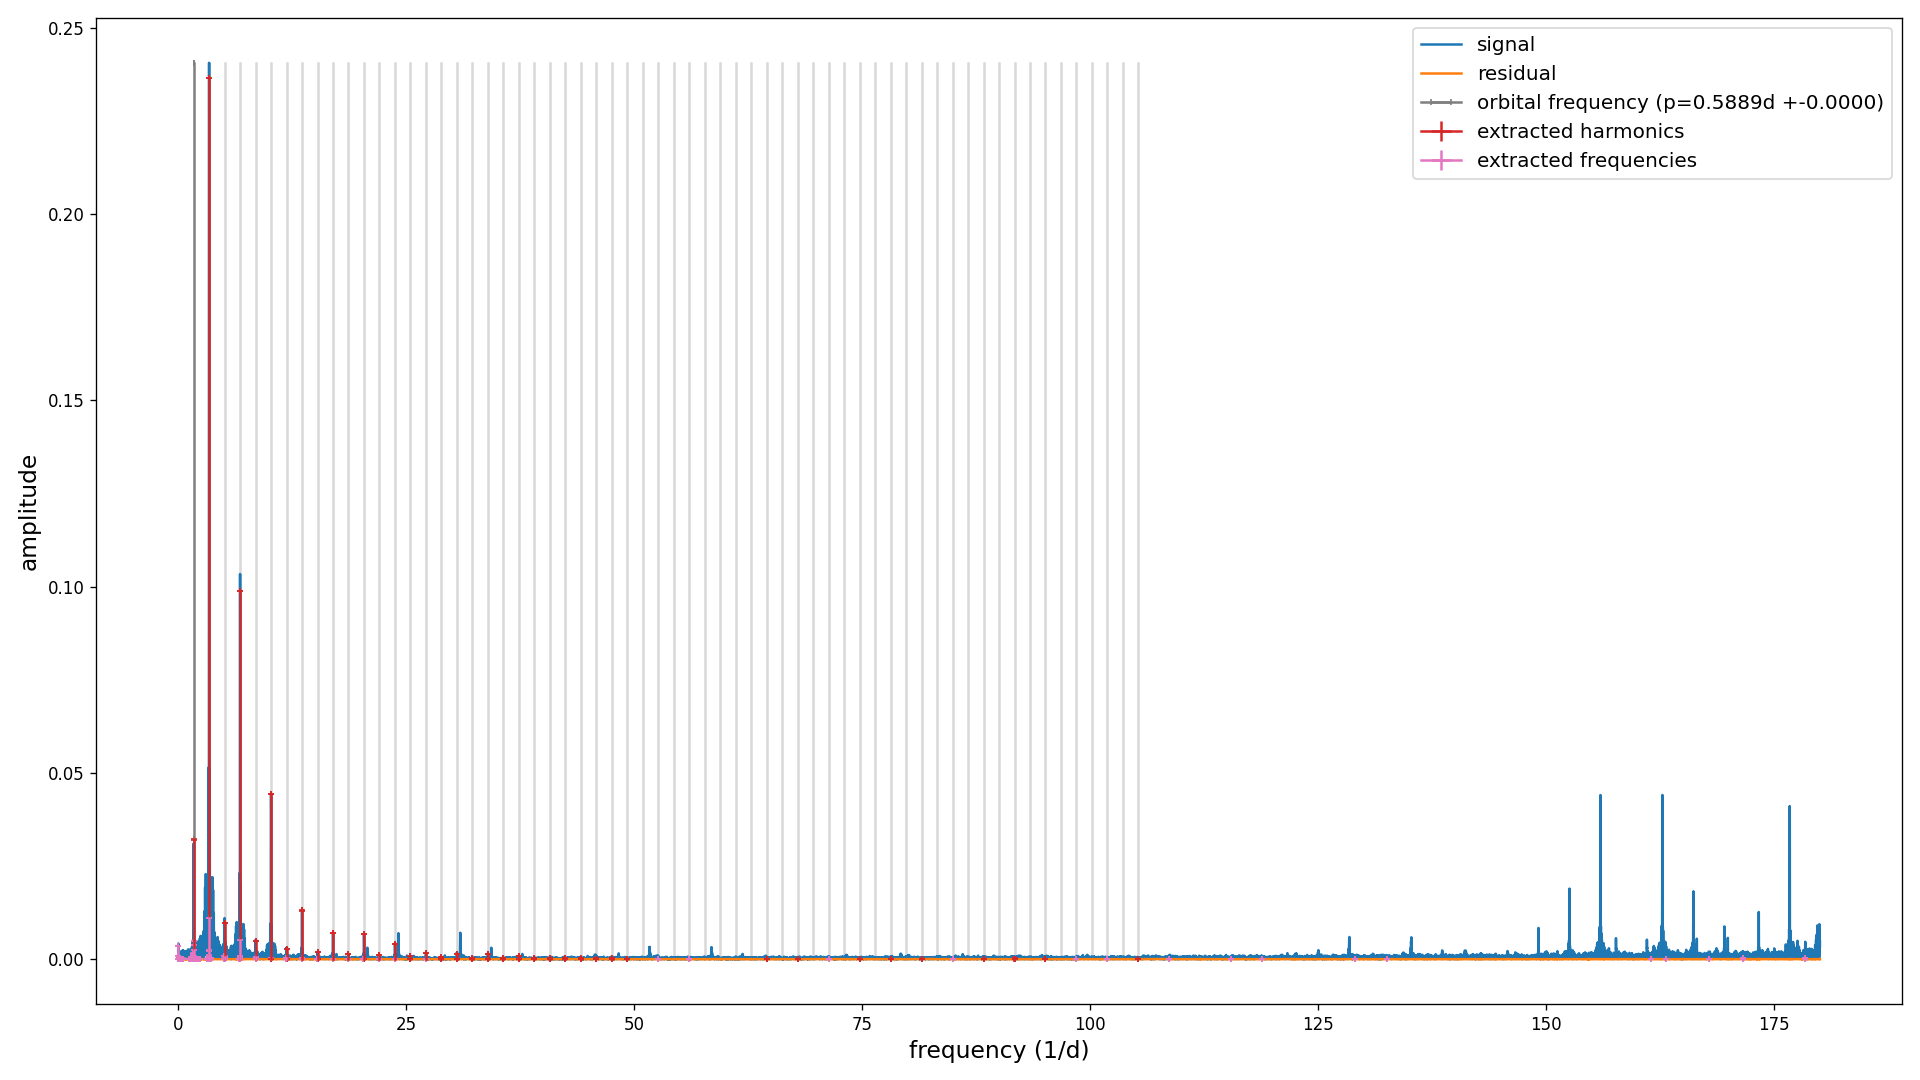 0.25
0.20
0.15
0.10
0.05
0.00
amplitude
signal
residual
orbital frequency (p=0.5889d +-0.0000)
extracted harmonics
extracted frequencies
0 25 50 75 100 125 150 175
frequency (1/d)